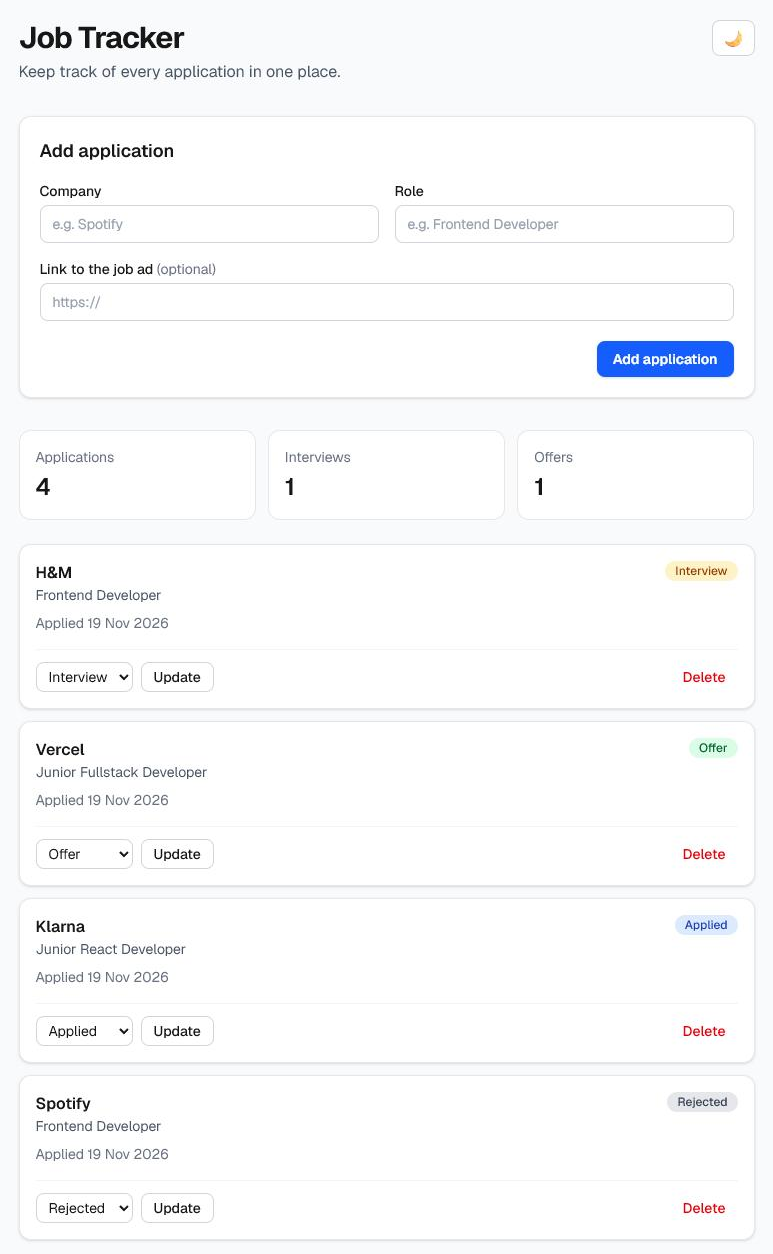 Job Tracker
Keep track of every application in one place.
Add application
Company
Role
e.g. Spotify
e.g. Frontend Developer
Link to the job ad (optional)
https://
Add application
Applications
4
Interviews
1
Offers
1
H&M
Interview
Frontend Developer
Applied 19 Nov 2026
Interview
Update
Delete
Vercel
Offer
Junior Fullstack Developer
Applied 19 Nov 2026
Offer
Update
Delete
Klarna
Applied
Junior React Developer
Applied 19 Nov 2026
Applied
Update
Delete
Spotify
Rejected
Frontend Developer
Applied 19 Nov 2026
Rejected
Update
Delete